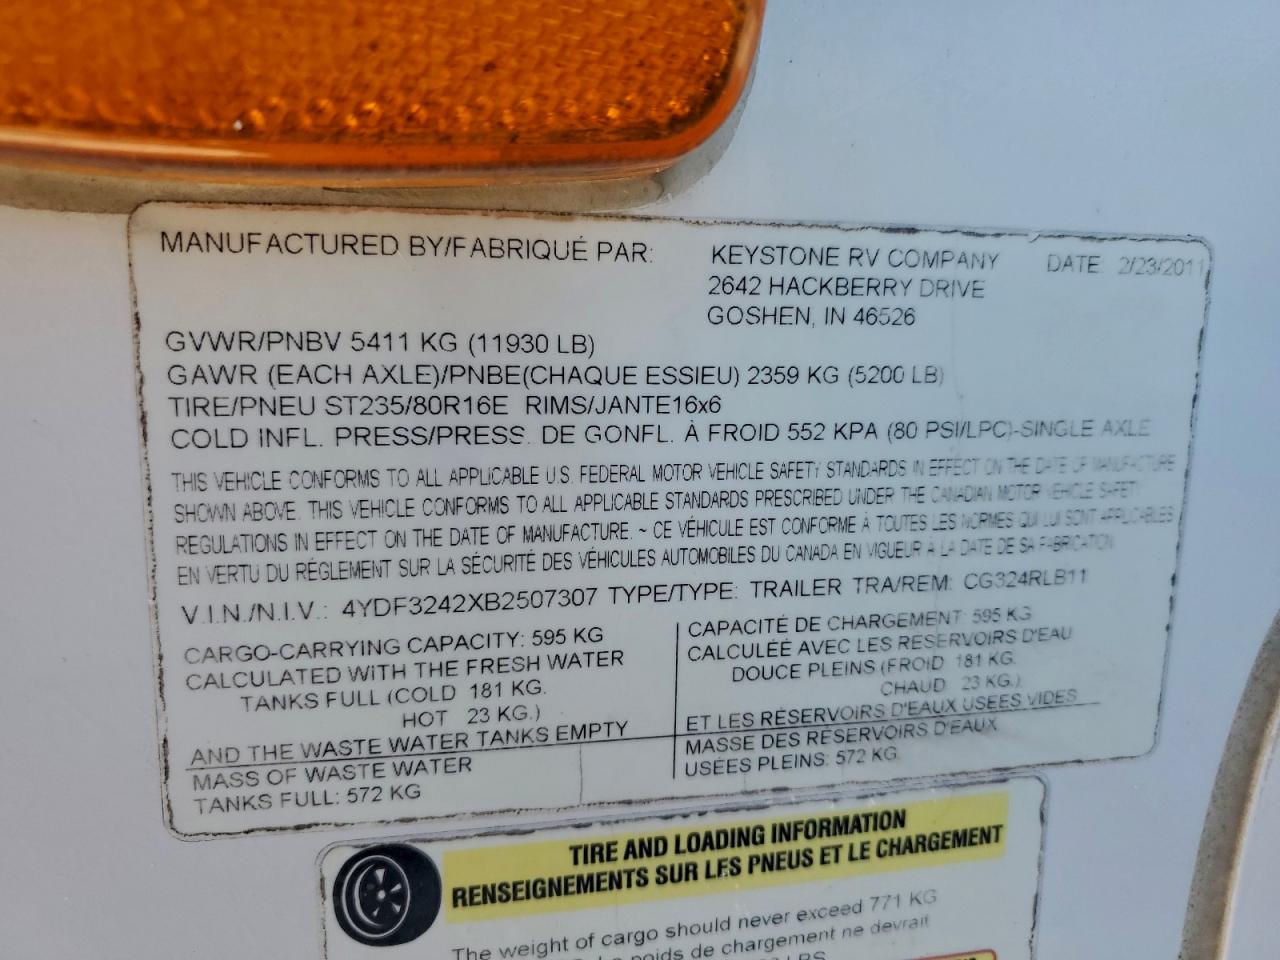 MANUFACTURED BY/FABRIQUÉ PAR: KEYSTONE RV COMPANY DATE: 2/23/2011
2642 HACKBERRY DRIVE
GOSHEN, IN 46526
GVWR/PNBV 5411 KG (11930 LB)
GAWR (EACH AXLE)/PNBE(CHAQUE ESSIEU) 2359 KG (5200 LB)
TIRE/PNEU ST235/80R16E RIMS/JANTE16x6
COLD INFL. PRESS/PRESS. DE GONFL. À FROID 552 KPA (80 PSI/LPC)-SINGLE AXLE
THIS VEHICLE CONFORMS TO ALL APPLICABLE U.S. FEDERAL MOTOR VEHICLE SAFETY STANDARDS IN EFFECT ON THE DATE OF MANUFACTURE
SHOWN ABOVE. THIS VEHICLE CONFORMS TO ALL APPLICABLE STANDARDS PRESCRIBED UNDER THE CANADIAN MOTOR VEHICLE SAFETY
REGULATIONS IN EFFECT ON THE DATE OF MANUFACTURE. ~ CE VÉHICULE EST CONFORME À TOUTES LES NORMES QUI LUI SONT APPLICABLES
EN VERTU DU RÉGLEMENT SUR LA SÉCURITÉ DES VÉHICULES AUTOMOBILES DU CANADA EN VIGUEUR À LA DATE DE SA FABRICATION
V.I.N./N.I.V.: 4YDF3242XB2507307 TYPE/TYPE: TRAILER TRA/REM: CG324RLB11
CARGO-CARRYING CAPACITY: 595 KG
CALCULATED WITH THE FRESH WATER
TANKS FULL (COLD 181 KG.
HOT 23 KG.)
AND THE WASTE WATER TANKS EMPTY
MASS OF WASTE WATER
TANKS FULL: 572 KG
CAPACITÉ DE CHARGEMENT: 595 KG
CALCULÉE AVEC LES RÉSERVOIRS D'EAU
DOUCE PLEINS (FROID 181 KG.
CHAUD 23 KG.)
ET LES RÉSERVOIRS D'EAUX USÉES VIDES
MASSE DES RÉSERVOIRS D'EAUX
USÉES PLEINS: 572 KG.
TIRE AND LOADING INFORMATION
RENSEIGNEMENTS SUR LES PNEUS ET LE CHARGEMENT
The weight of cargo should never exceed 771 KG
poids de chargement ne devrait
LBS